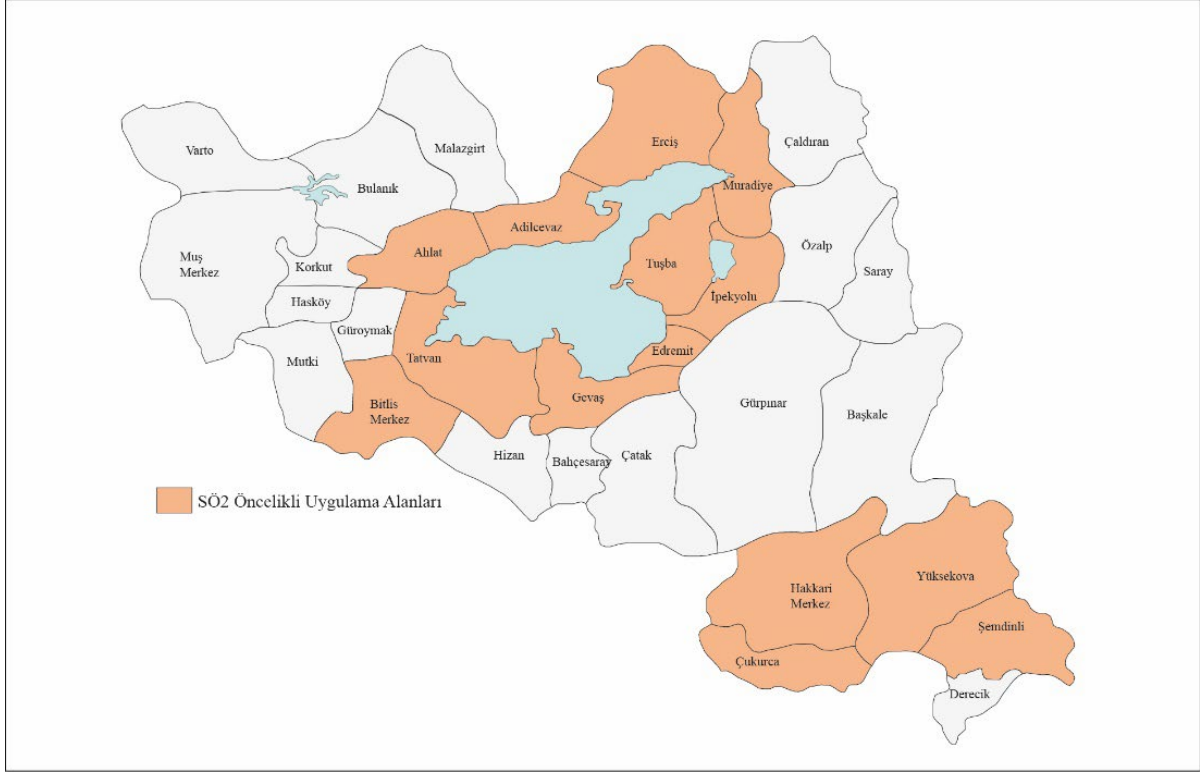 Varto
Malazgirt
Bulanık
Erciş
Çaldıran
Muradiye
Muş
Merkez
Korkut
Ahlat
Adilcevaz
Tuşba
Özalp
Saray
Hasköy
Güroymak
İpekyolu
Mutki
Tatvan
Edremit
Bitlis
Merkez
Gevaş
Gürpınar
Başkale
Hizan
Bahçesaray
Çatak
SÖ2 Öncelikli Uygulama Alanları
Hakkari
Merkez
Yüksekova
Şemdinli
Çukurca
Derecik